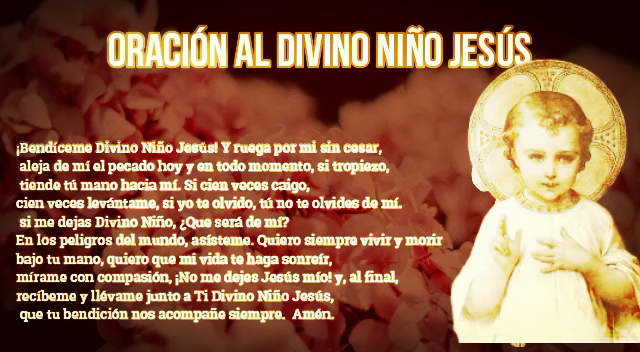 ORACIÓN AL DIVINO NIÑO JESÚS
¡Bendíceme Divino Niño Jesús! Y ruega por mi sin cesar,
aleja de mí el pecado hoy y en todo momento, si tropiezo,
tiende tú mano hacia mí. Si cien veces caigo,
cien veces levántame, si yo te olvido, tú no te olvides de mí.
si me dejas Divino Niño, ¿Que será de mí?
En los peligros del mundo, asísteme. Quiero siempre vivir y morir
bajo tu mano, quiero que mi vida te haga sonreír,
mírame con compasión, ¡No me dejes Jesús mío! y, al final,
recíbeme y llévame junto a Ti Divino Niño Jesús,
que tu bendición nos acompañe siempre. Amén.